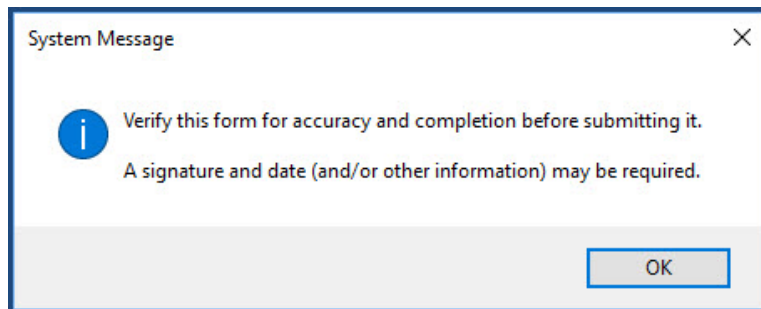 System Message
Verify this form for accuracy and completion before submitting it.
A signature and date (and/or other information) may be required.
OK